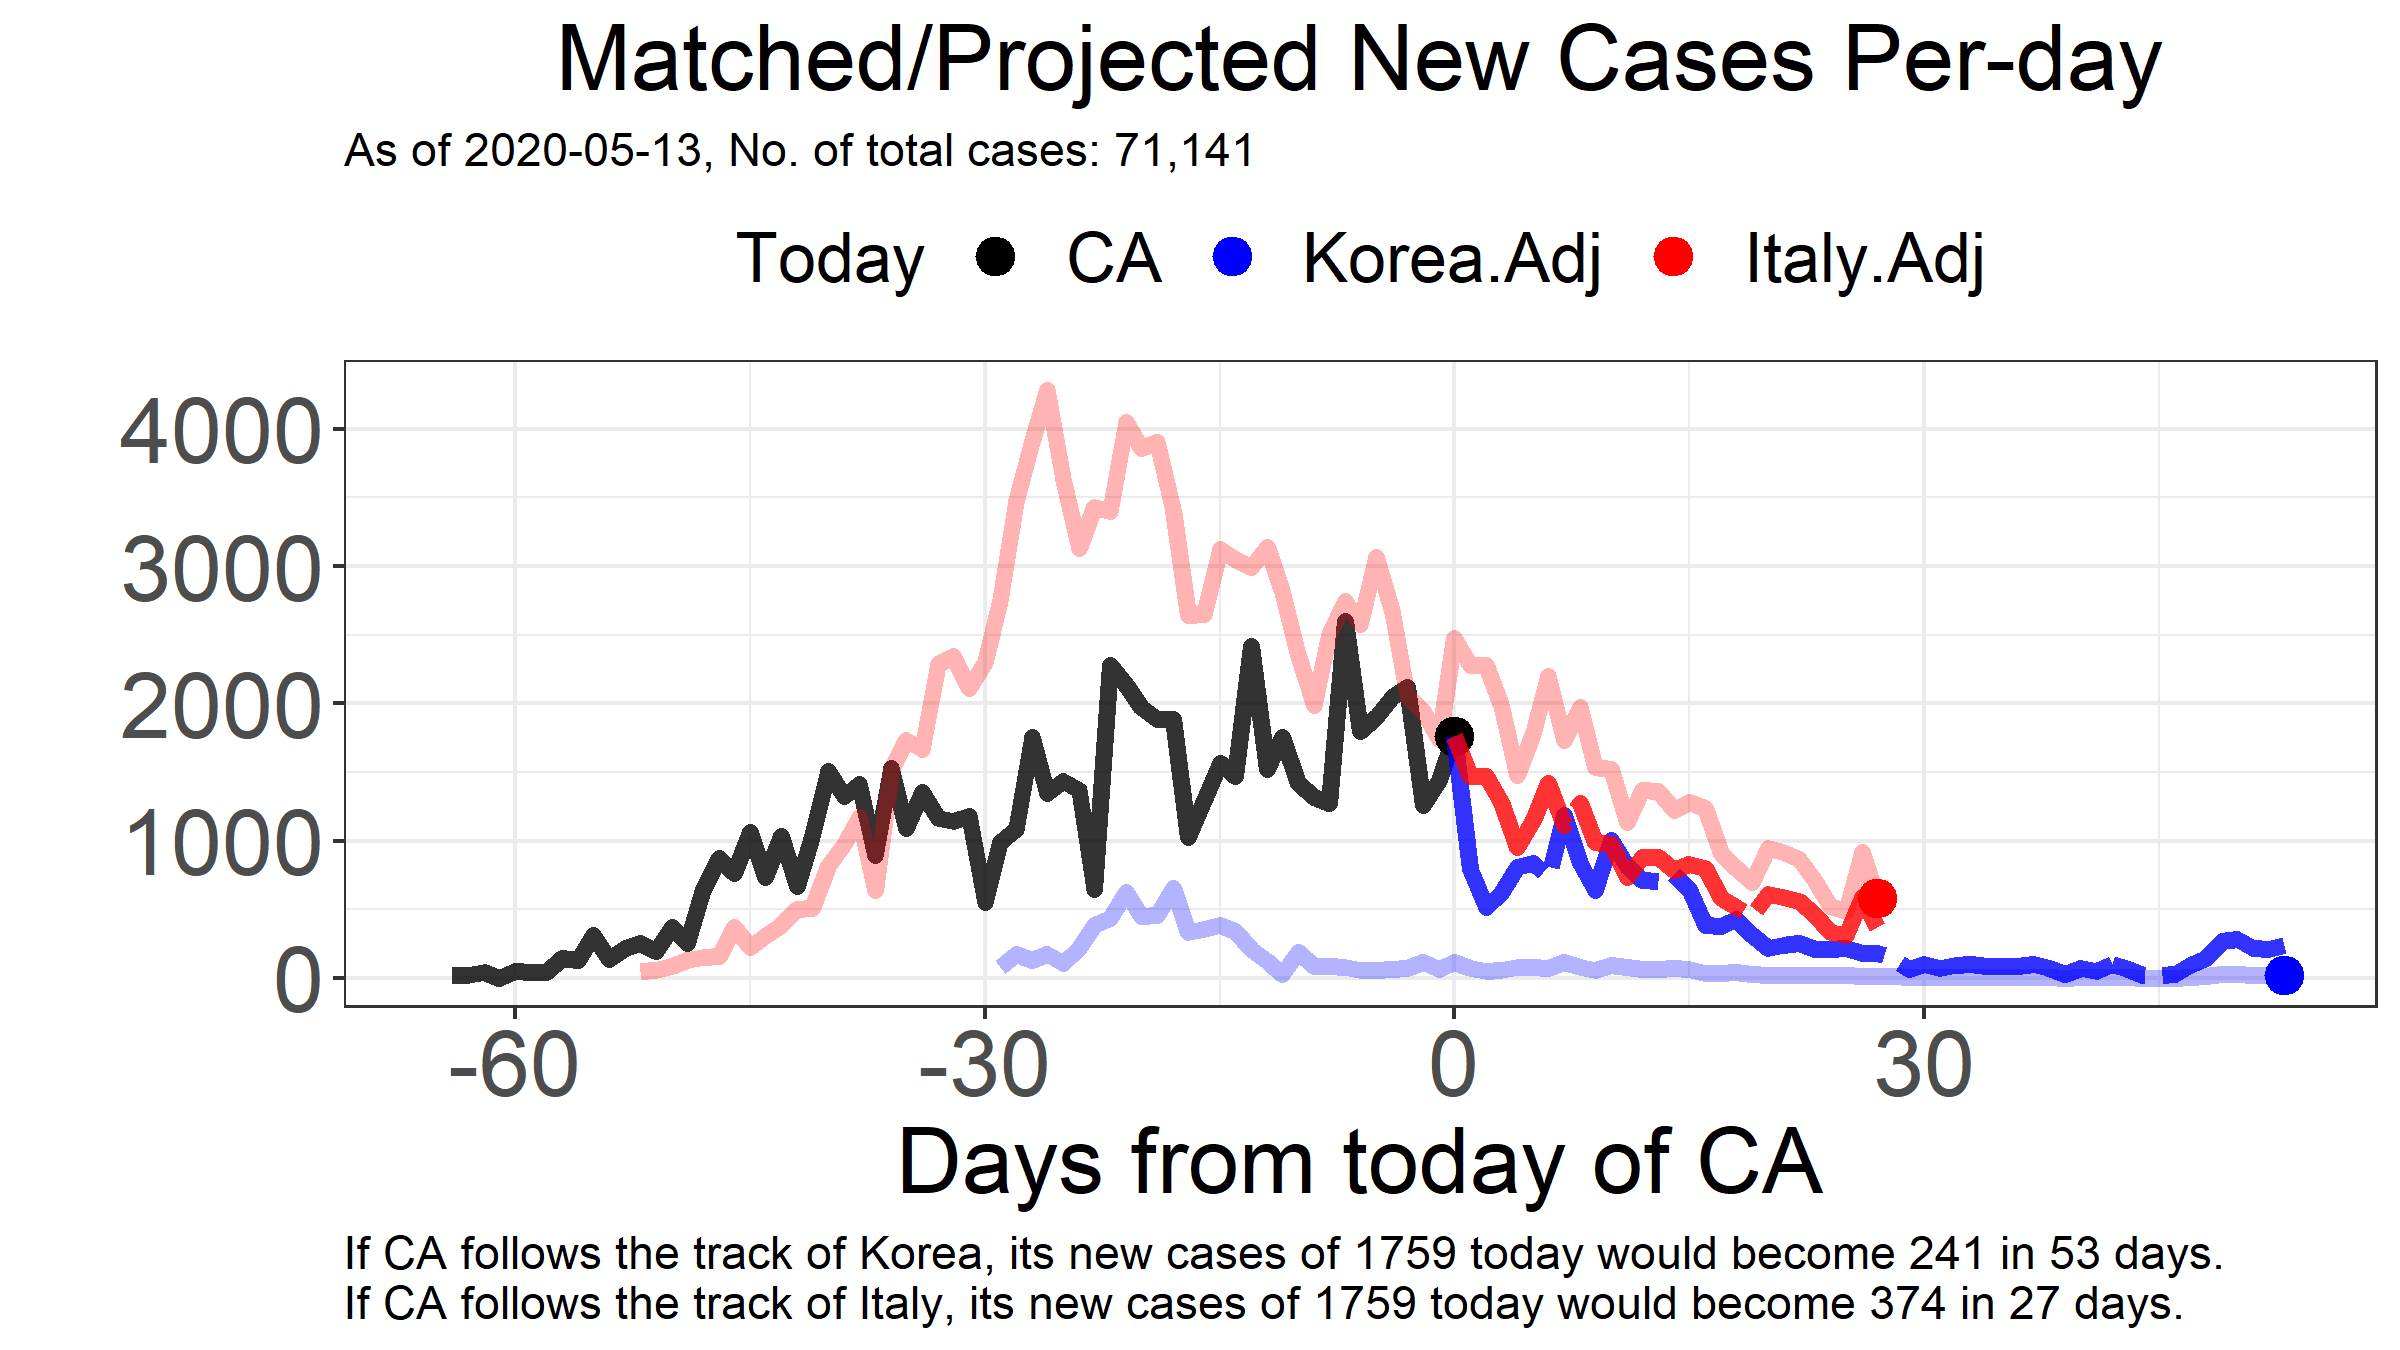 Matched/Projected New Cases Per-day
As of 2020-05-13, No. of total cases: 71,141
Today CA Korea.Adj Italy.Adj
4000
3000
2000
1000
0
-60 -30 0 30
Days from today of CA
If CA follows the track of Korea, its new cases of 1759 today would become 241 in 53 days.
If CA follows the track of Italy, its new cases of 1759 today would become 374 in 27 days.